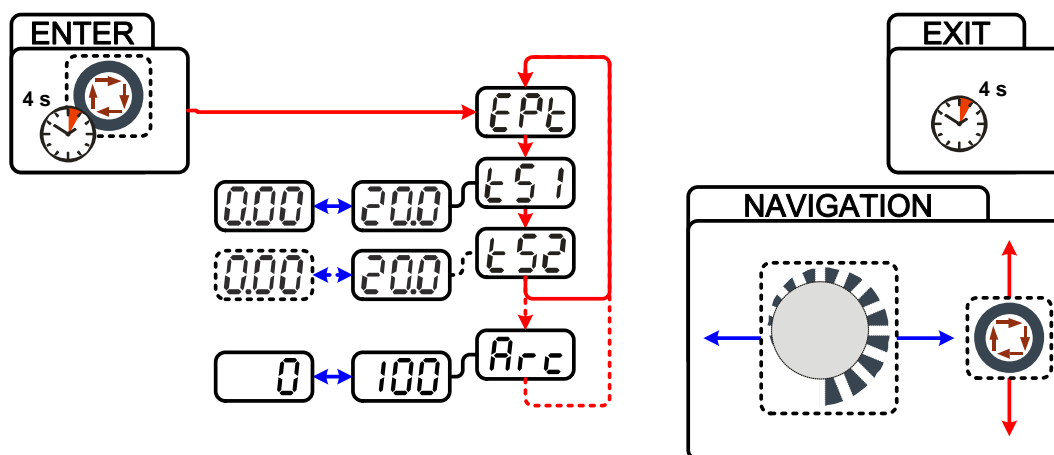 ENTER
4 s
EPt
tS1
0.00 20.0
tS2
0.00 20.0
Arc
0 100
EXIT
4 s
NAVIGATION